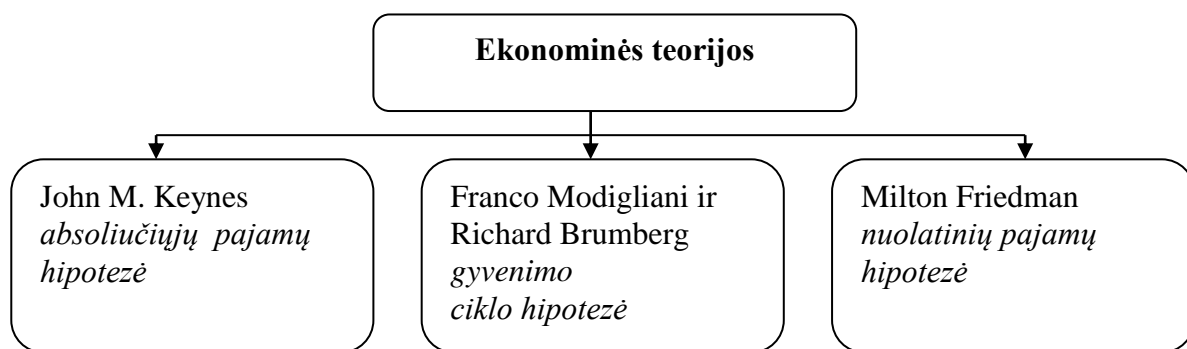 Ekonominės teorijos
John M. Keynes
absoliučiųjų pajamų
hipotezė
Franco Modigliani ir
Richard Brumberg
gyvenimo
ciklo hipotezė
Milton Friedman
nuolatinių pajamų
hipotezė